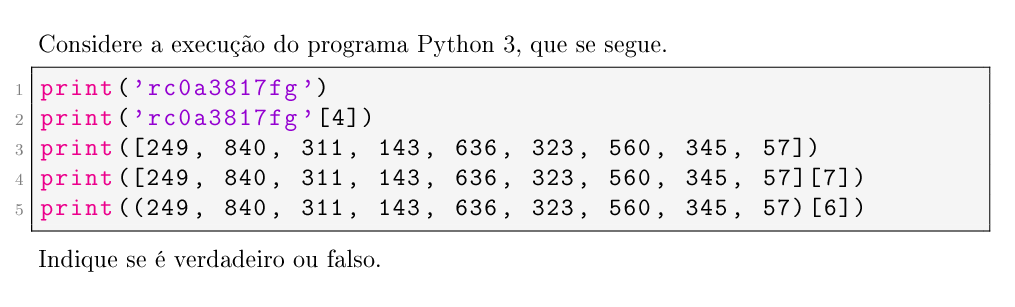 Considere a execução do programa Python 3, que se segue.
1 print('rc0a3817fg')
2 print('rc0a3817fg'[4])
3 print([249, 840, 311, 143, 636, 323, 560, 345, 57])
4 print([249, 840, 311, 143, 636, 323, 560, 345, 57][7])
5 print((249, 840, 311, 143, 636, 323, 560, 345, 57)[6])
Indique se é verdadeiro ou falso.